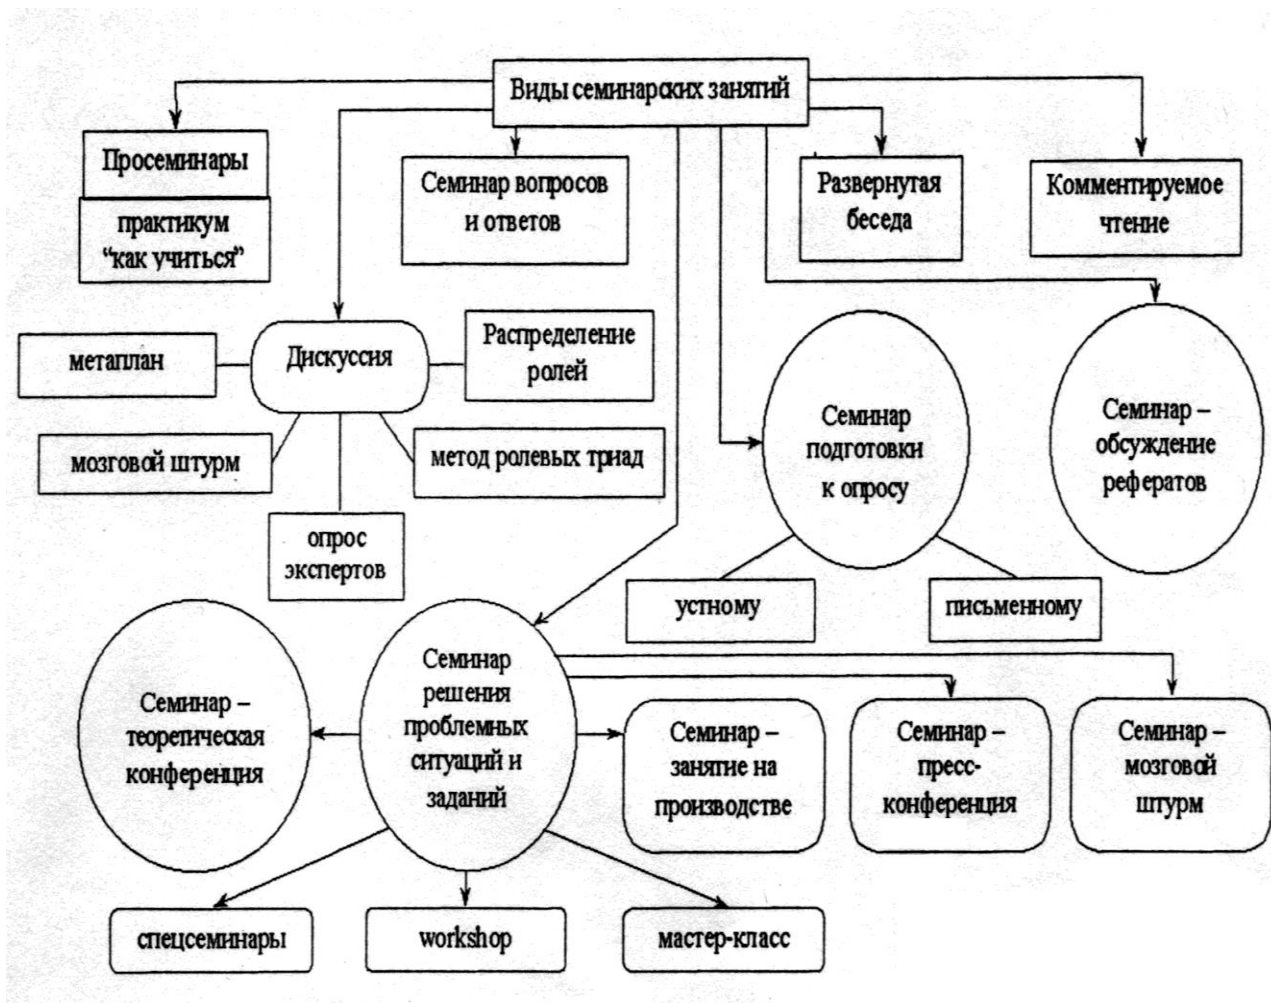 Виды семинарских занятий
Просеминары
практикум
“как учиться”
Семинар вопросов
и ответов
Развернутая
беседа
Комментируемое
чтение
метаплан
Дискуссия
Распределение
ролей
мозговой штурм
метод ролевых триад
опрос
экспертов
Семинар
подготовки
к опросу
Семинар –
обсуждение
рефератов
устному
письменному
Семинар –
теоретическая
конференция
Семинар
решения
проблемных
ситуаций и
заданий
Семинар –
занятие на
производстве
Семинар –
пресс-
конференция
Семинар –
мозговой
штурм
спецсеминары
workshop
мастер-класс